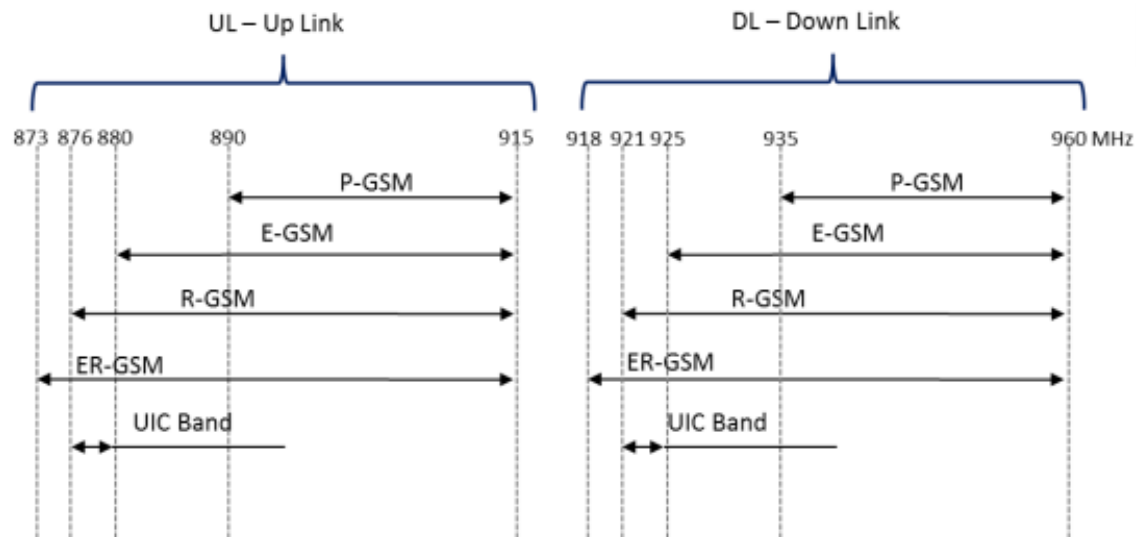 UL – Up Link
DL – Down Link
873 876 880 890 915 918 921 925 935 960 MHz
P-GSM P-GSM
E-GSM E-GSM
R-GSM R-GSM
ER-GSM ER-GSM
UIC Band UIC Band